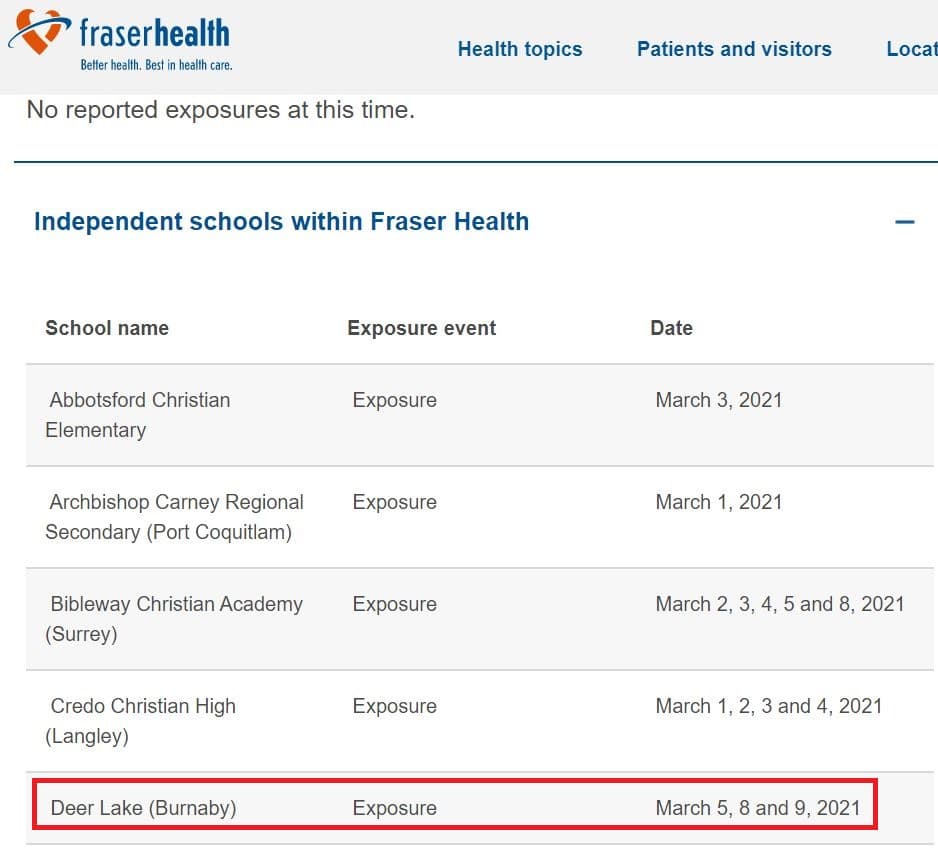 fraserhealth
Better health. Best in health care.
Health topics Patients and visitors Locat
No reported exposures at this time.
Independent schools within Fraser Health
School name Exposure event Date
Abbotsford Christian Exposure March 3, 2021
Elementary
Archbishop Carney Regional Exposure March 1, 2021
Secondary (Port Coquitlam)
Bibleway Christian Academy Exposure March 2, 3, 4, 5 and 8, 2021
(Surrey)
Credo Christian High Exposure March 1, 2, 3 and 4, 2021
(Langley)
Deer Lake (Burnaby) Exposure March 5, 8 and 9, 2021